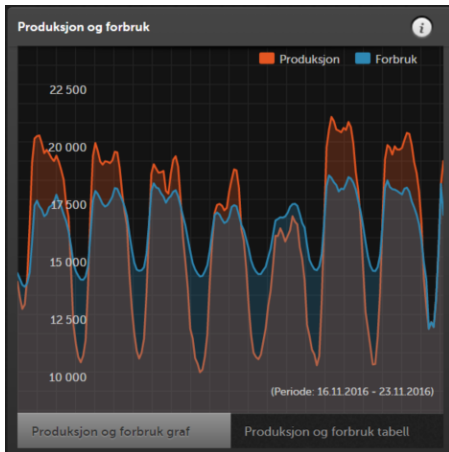 Produksjon og forbruk
i
Produksjon Forbruk
22 500
20 000
17 500
15 000
12 500
10 000
(Periode: 16.11.2016 - 23.11.2016)
Produksjon og forbruk graf Produksjon og forbruk tabell